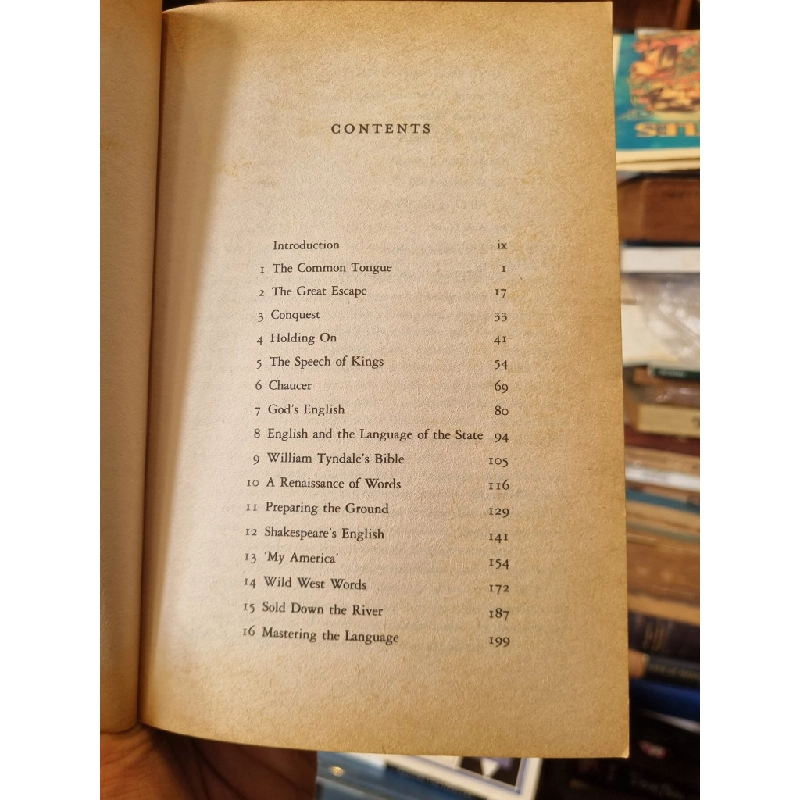 CONTENTS
Introduction ix
1 The Common Tongue 1
2 The Great Escape 17
3 Conquest 33
4 Holding On 41
5 The Speech of Kings 54
6 Chaucer 69
7 God's English 80
8 English and the Language of the State 94
9 William Tyndale's Bible 105
10 A Renaissance of Words 116
11 Preparing the Ground 129
12 Shakespeare's English 141
13 'My America' 154
14 Wild West Words 172
15 Sold Down the River 187
16 Mastering the Language 199